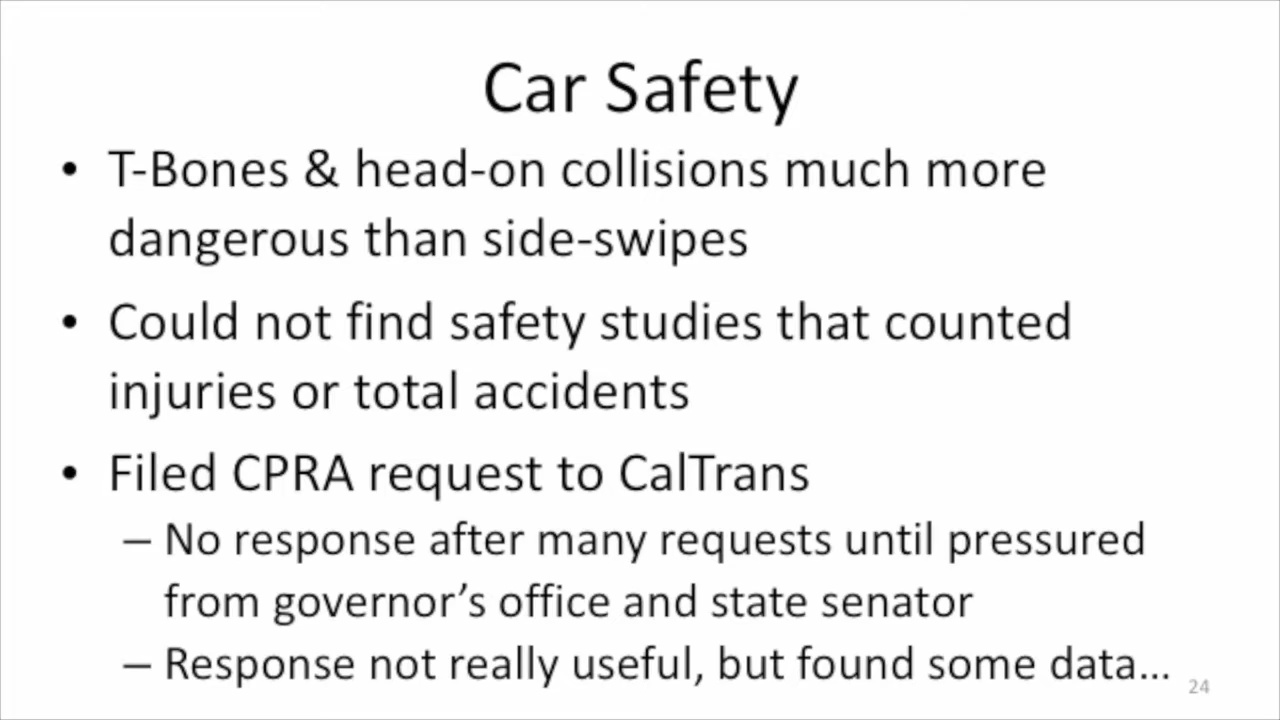 Car Safety
• T-Bones & head-on collisions much more
dangerous than side-swipes
• Could not find safety studies that counted
injuries or total accidents
• Filed CPRA request to CalTrans
– No response after many requests until pressured
from governor’s office and state senator
– Response not really useful, but found some data…
24